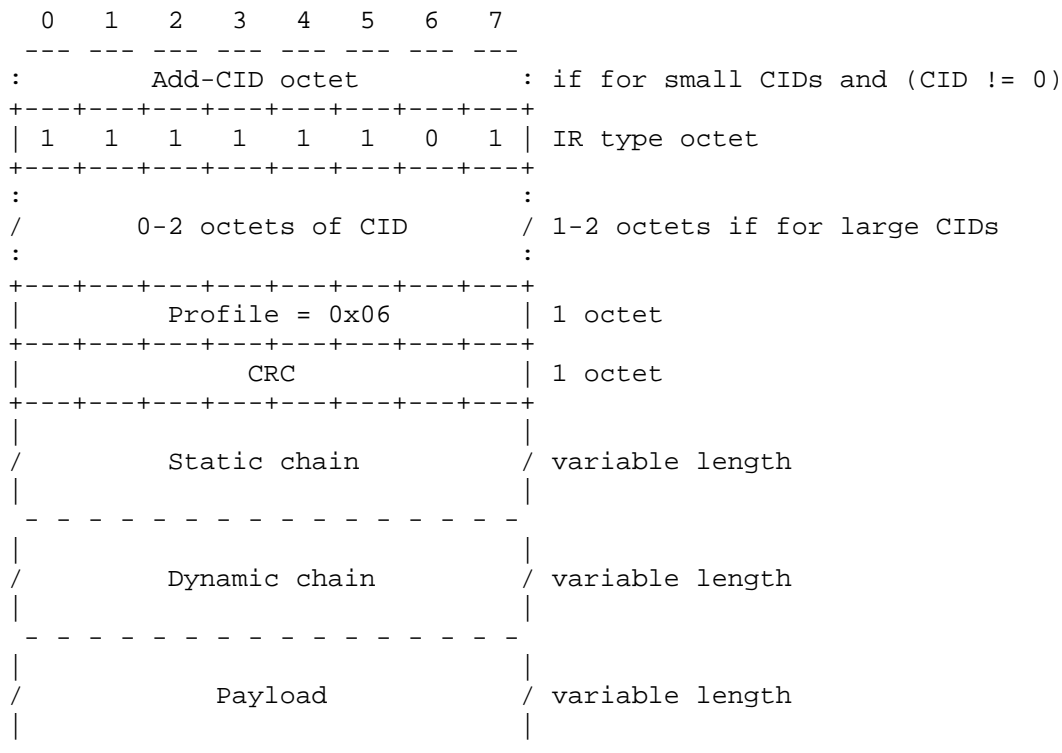 0 1 2 3 4 5 6 7
--- --- --- --- --- --- --- ---
: Add-CID octet : if for small CIDs and (CID != 0)
+---+---+---+---+---+---+---+---+
| 1 1 1 1 1 1 0 1 | IR type octet
+---+---+---+---+---+---+---+---+
: :
/ 0-2 octets of CID / 1-2 octets if for large CIDs
: :
+---+---+---+---+---+---+---+---+
| Profile = 0x06 | 1 octet
+---+---+---+---+---+---+---+---+
| CRC | 1 octet
+---+---+---+---+---+---+---+---+
| |
/ Static chain / variable length
| |
- - - - - - - - - - - - - - - -
| |
/ Dynamic chain / variable length
| |
- - - - - - - - - - - - - - - -
| |
/ Payload / variable length
| |